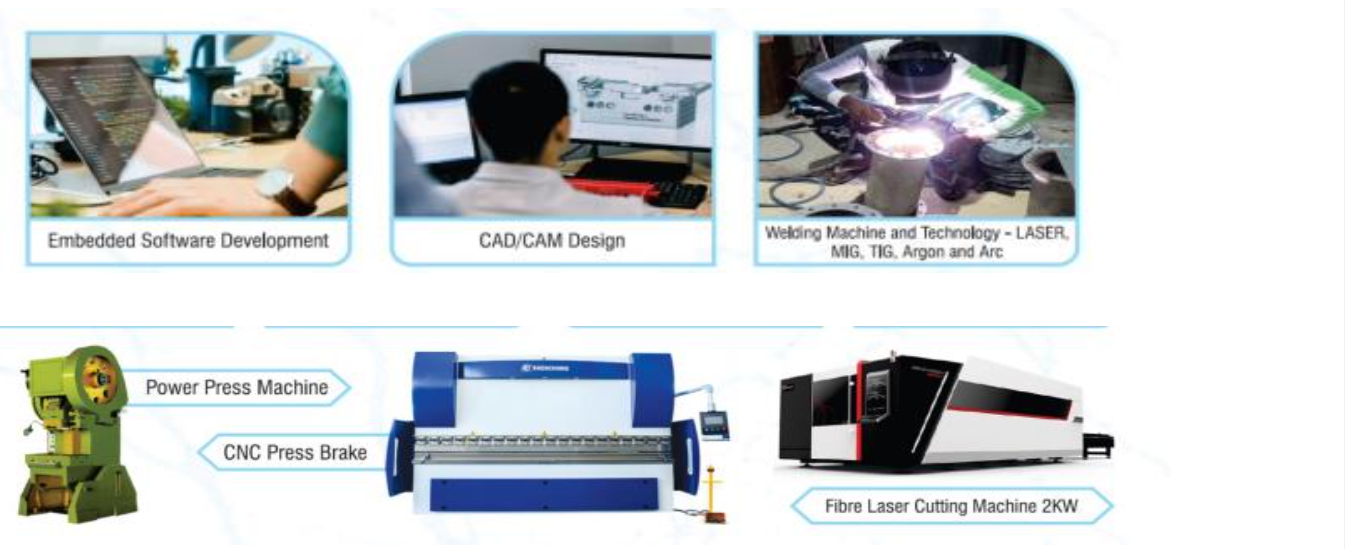 Embedded Software Development
CAD/CAM Design
Welding Machine and Technology - LASER,
MIG, TIG, Argon and Arc
Power Press Machine
CNC Press Brake
Fibre Laser Cutting Machine 2KW